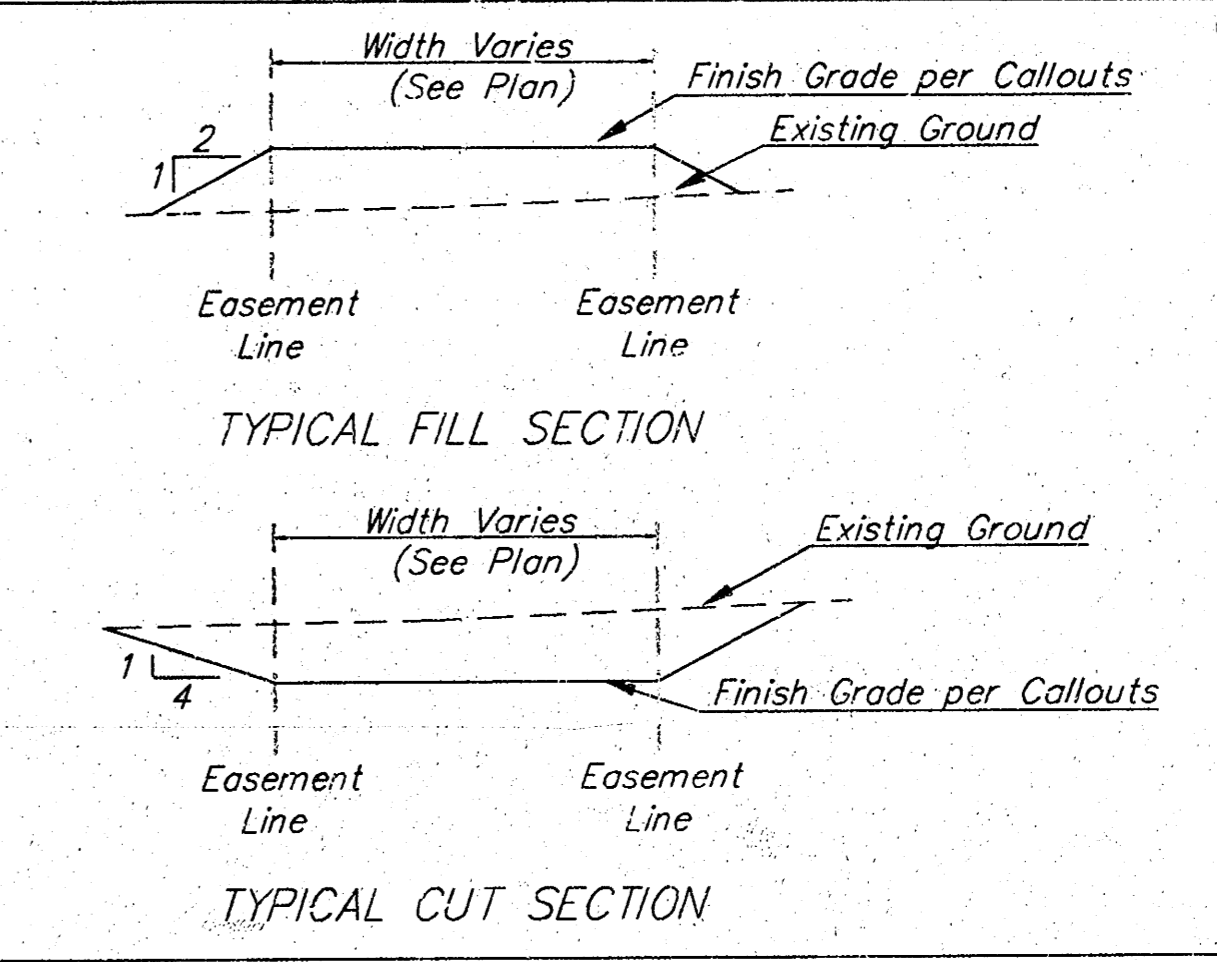 Width Varies
(See Plan)
Finish Grade per Callouts
Existing Ground
2
1
Easement
Line
Easement
Line
TYPICAL FILL SECTION
Width Varies
(See Plan)
Existing Ground
1
4
Finish Grade per Callouts
Easement
Line
Easement
Line
TYPICAL CUT SECTION